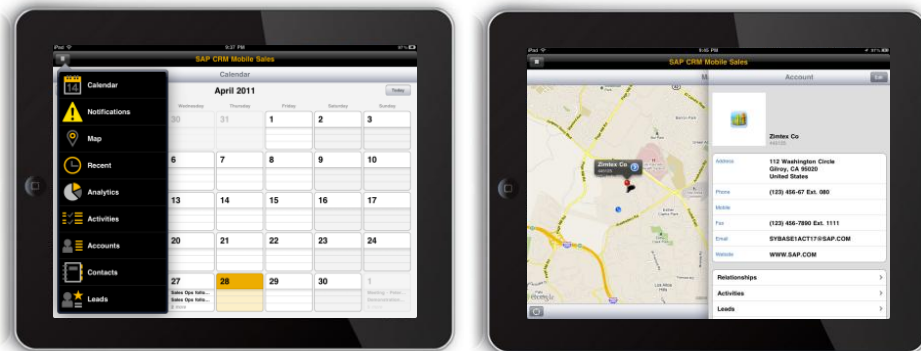 iPad
9:37 PM
97%
SAP CRM Mobile Sales
Calendar
April 2011
Today
Wednesday
Thursday
Friday
Saturday
Sunday
14
Calendar
Notifications
Map
Recent
Analytics
Activities
Accounts
Contacts
Leads
30
31
1
2
3
6
7
8
9
10
13
14
15
16
17
20
21
22
23
24
27
28
29
30
1
Sales Ops follo...
Sales Ops follo...
iPad
9:45 PM
97%
SAP CRM Mobile Sales
Account
Edit
Zimtex Co
Zimtex Co
Address
112 Washington Circle
Gilroy, CA 95020
United States
Phone
(123) 456-67 Ext. 080
Mobile
Fax
(123) 456-7890 Ext. 1111
Email
SYBASE1ACT17@SAP.COM
Website
WWW.SAP.COM
Relationships
Activities
Leads
Google